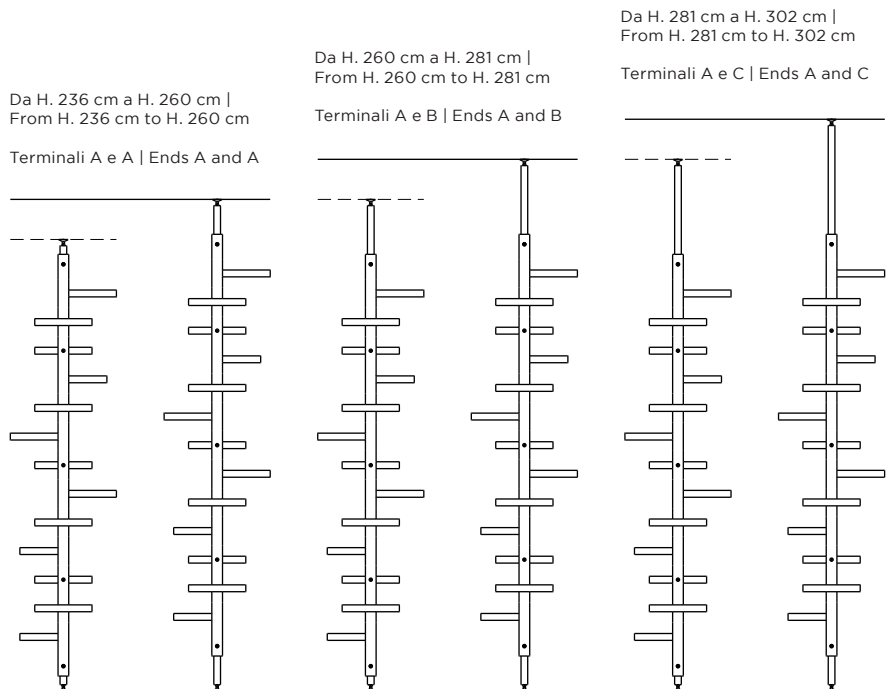 Da H. 236 cm a H. 260 cm |
From H. 236 cm to H. 260 cm
Terminali A e A | Ends A and A
Da H. 260 cm a H. 281 cm |
From H. 260 cm to H. 281 cm
Terminali A e B | Ends A and B
Da H. 281 cm a H. 302 cm |
From H. 281 cm to H. 302 cm
Terminali A e C | Ends A and C